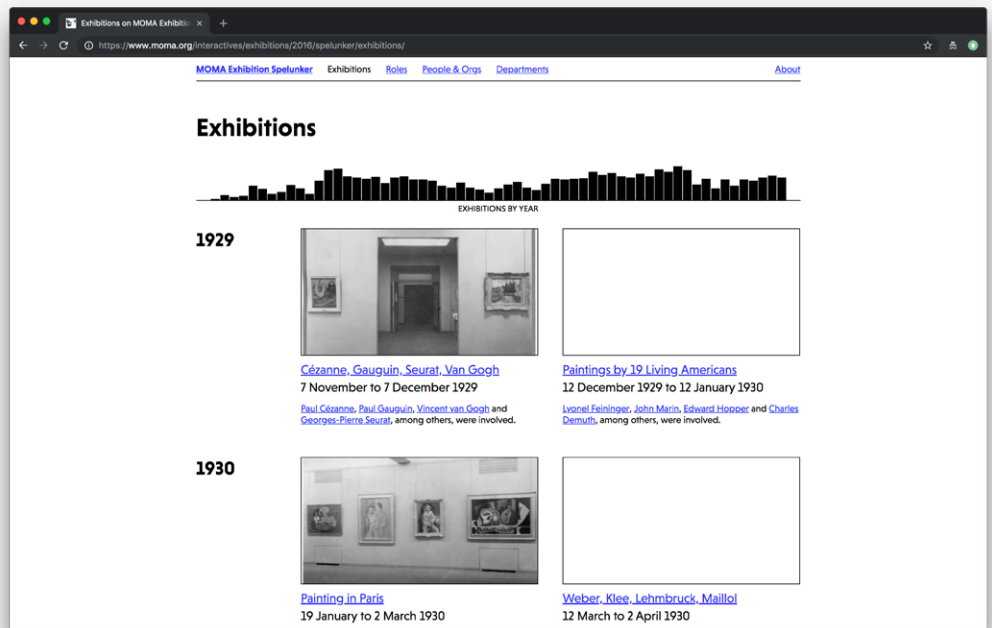 Exhibitions on MOMA Exhibitio
https://www.moma.org/interactives/exhibitions/2016/spelunker/exhibitions/
MOMA Exhibition Spelunker Exhibitions Roles People & Orgs Departments About
Exhibitions
EXHIBITIONS BY YEAR
1929
Cézanne, Gauguin, Seurat, Van Gogh
7 November to 7 December 1929
Paul Cézanne, Paul Gauguin, Vincent van Gogh and
Georges-Pierre Seurat, among others, were involved.
Paintings by 19 Living Americans
12 December 1929 to 12 January 1930
Lyonel Feininger, John Marin, Edward Hopper and Charles
Demuth, among others, were involved.
1930
Painting in Paris
19 January to 2 March 1930
Weber, Klee, Lehmbruck, Maillol
12 March to 2 April 1930